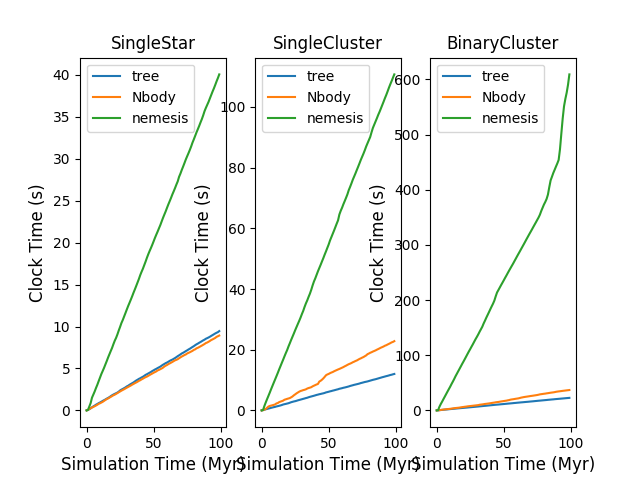 SingleStar
SingleCluster
BinaryCluster
tree
Nbody
nemesis
tree
Nbody
nemesis
tree
Nbody
nemesis
Clock Time (s)
40
35
30
25
20
15
10
5
0
Clock Time (s)
100
80
60
40
20
0
Clock Time (s)
600
500
400
300
200
100
0
0 50 100
0 50 100
0 50 100
Simulation Time (Myr)
Simulation Time (Myr)
Simulation Time (Myr)